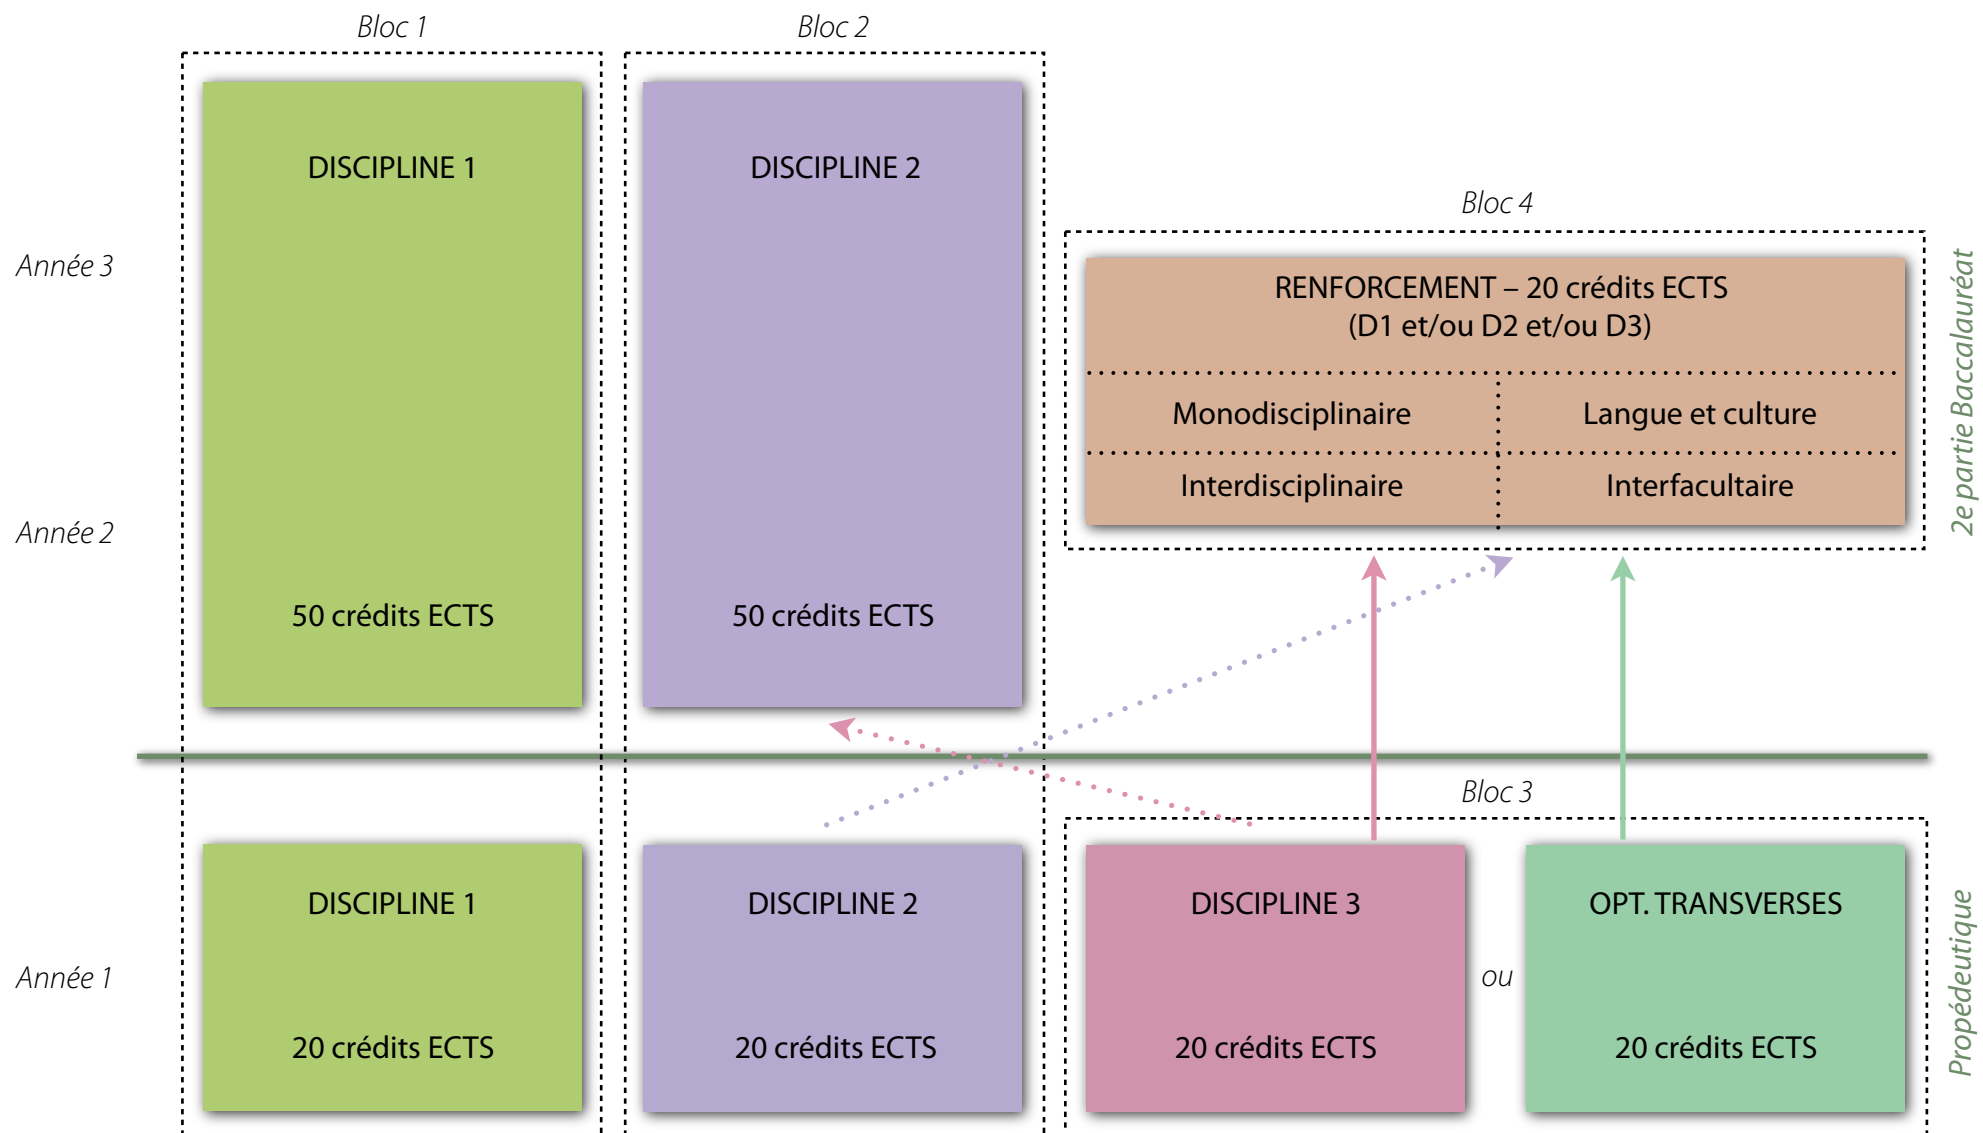 Bloc 1
Bloc 2
DISCIPLINE 1
DISCIPLINE 2
Bloc 4
Année 3
RENFORCEMENT – 20 crédits ECTS
(D1 et/ou D2 et/ou D3)
Monodisciplinaire
Langue et culture
Interdisciplinaire
Interfacultaire
Année 2
2e partie Baccalauréat
50 crédits ECTS
50 crédits ECTS
Bloc 3
DISCIPLINE 1
DISCIPLINE 2
DISCIPLINE 3
OPT. TRANSVERSES
Année 1
ou
Propédeutique
20 crédits ECTS
20 crédits ECTS
20 crédits ECTS
20 crédits ECTS